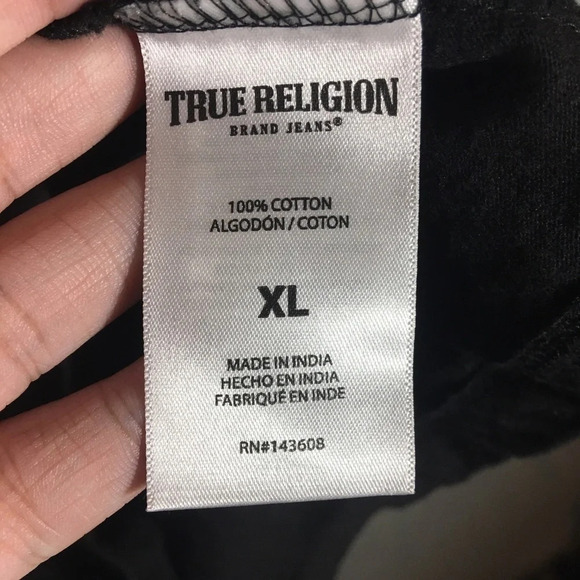 TRUE RELIGION
BRAND JEANS®
100% COTTON
ALGODÓN / COTON
XL
MADE IN INDIA
HECHO EN INDIA
FABRIQUÉ EN INDE
RN#143608